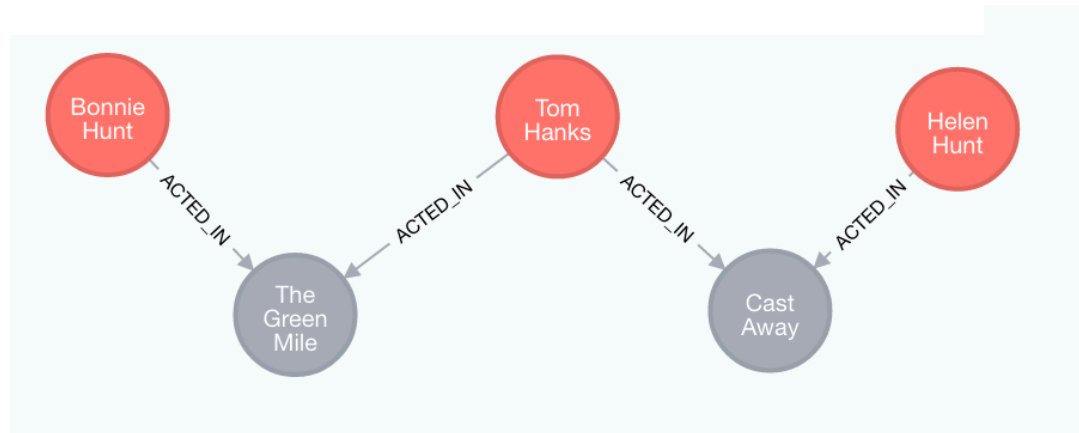 Bonnie
Hunt
Tom
Hanks
Helen
Hunt
ACTED_IN
ACTED_IN
ACTED_IN
ACTED_IN
The
Green
Mile
Cast
Away